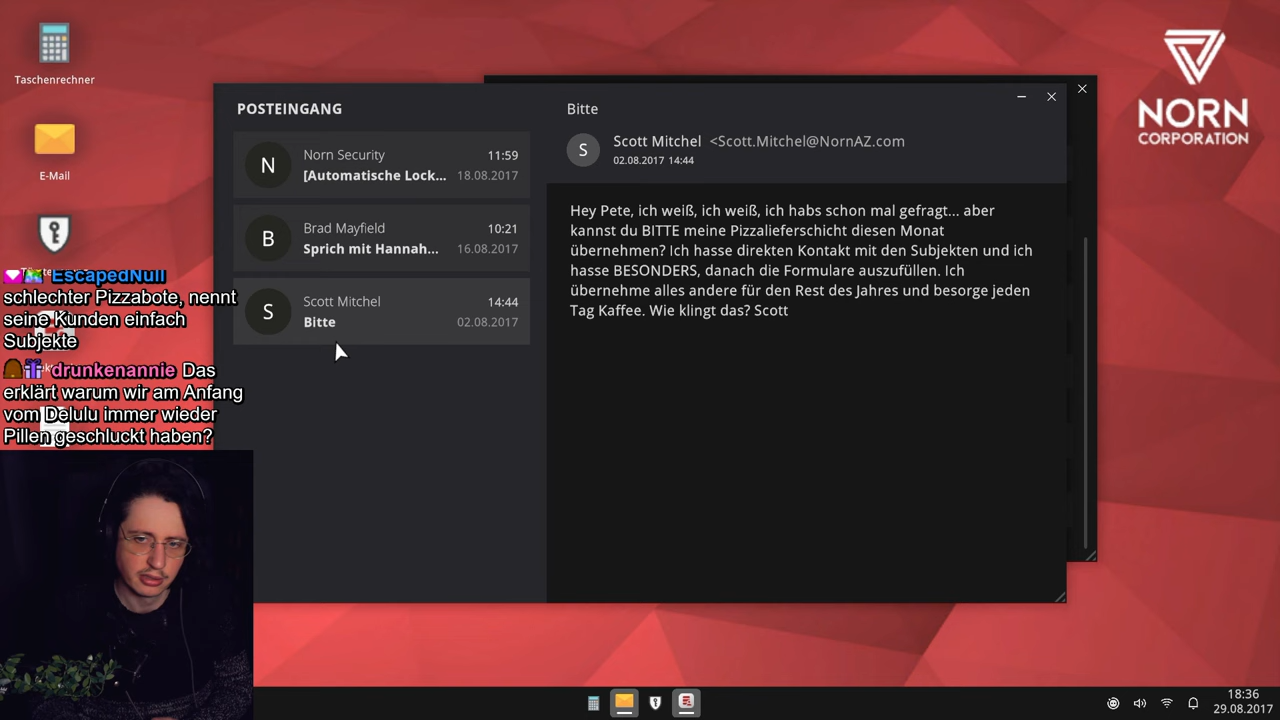 Taschenrechner
E-Mail
NORN
CORPORATION
POSTEINGANG
N
Norn Security
11:59
[Automatische Lock...
18.08.2017
B
Brad Mayfield
10:21
Sprich mit Hannah...
16.08.2017
S
Scott Mitchel
14:44
Bitte
02.08.2017
Bitte
S
Scott Mitchel <Scott.Mitchel@NornAZ.com
02.08.2017 14:44
Hey Pete, ich weiß, ich weiß, ich habs schon mal gefragt... aber
kannst du BITTE meine Pizzalieferschicht diesen Monat
übernehmen? Ich hasse direkten Kontakt mit den Subjekten und ich
hasse BESONDERS, danach die Formulare auszufüllen. Ich
übernehme alles andere für den Rest des Jahres und besorge jeden
Tag Kaffee. Wie klingt das? Scott
EscapedNull
schlechter Pizzabote, nennt
seine Kunden einfach
Subjekte
drunkenannie Das
erklärt warum wir am Anfang
vom Delulu immer wieder
Pillen geschluckt haben?
18:36
29.08.2017